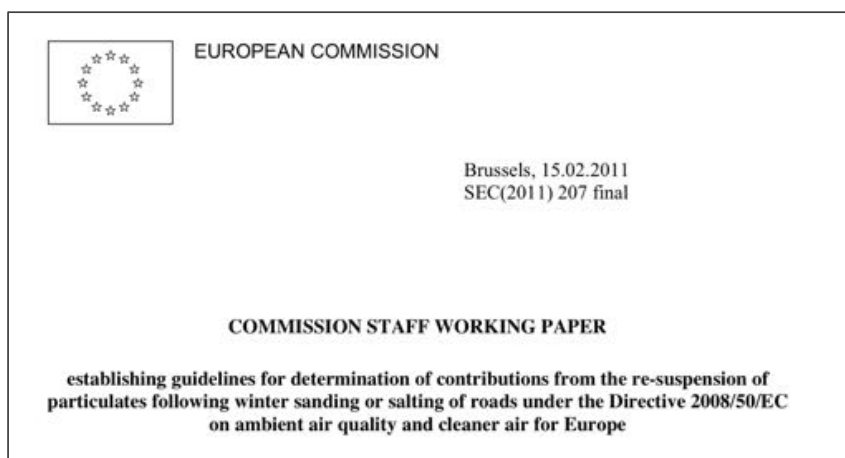 EUROPEAN COMMISSION
Brussels, 15.02.2011
SEC(2011) 207 final
COMMISSION STAFF WORKING PAPER
establishing guidelines for determination of contributions from the re-suspension of
particulates following winter sanding or salting of roads under the Directive 2008/50/EC
on ambient air quality and cleaner air for Europe